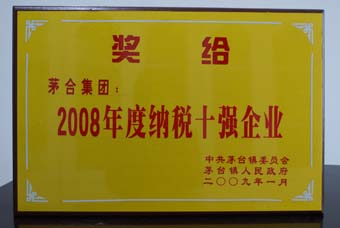 奖给
茅合集团：
2008年度纳税十强企业
中共茅台镇委员会
茅台镇人民政府
二〇〇九年一月